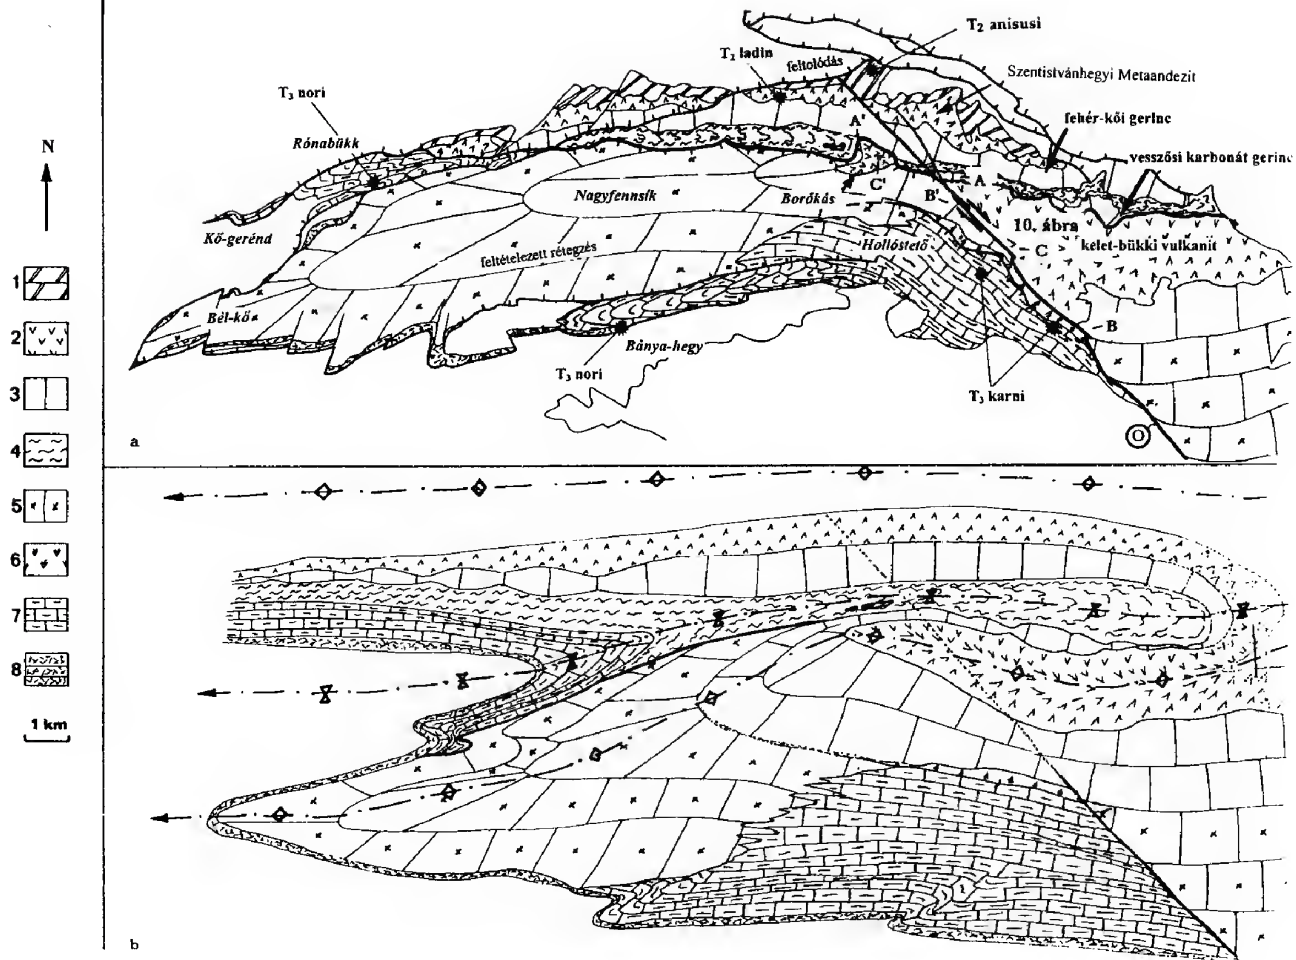 T₂ anisusi
T₂ ladin
feltolódás
Szentistvánhegyi Metaandezit
T₃ nori
Rónabükk
fehér-kői gerinc
vesszősi karbonát gerinc
N
A'
A
C'
B'
Nagyfennsík
Borókás
10. ábra
Hollóstető
kelet-bükki vulkanit
C
Kő-gerénd
feltételezett rétegzés
Bél-kő
B
Bánya-hegy
T₃ nori
T₃ karni
O
a
1
2
3
4
5
6
7
8
1 km
b